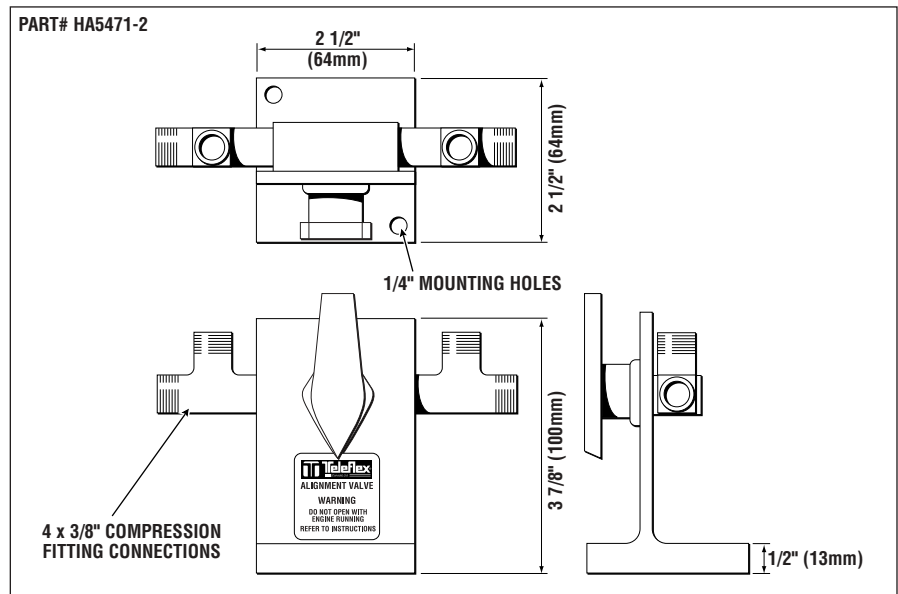 PART# HA5471-2
2 1/2"
(64mm)
2 1/2" (64mm)
1/4" MOUNTING HOLES
3 7/8" (100mm)
Teleflex
ALIGNMENT VALVE
WARNING
DO NOT OPEN WITH
ENGINE RUNNING
REFER TO INSTRUCTIONS
4 x 3/8" COMPRESSION
FITTING CONNECTIONS
1/2" (13mm)